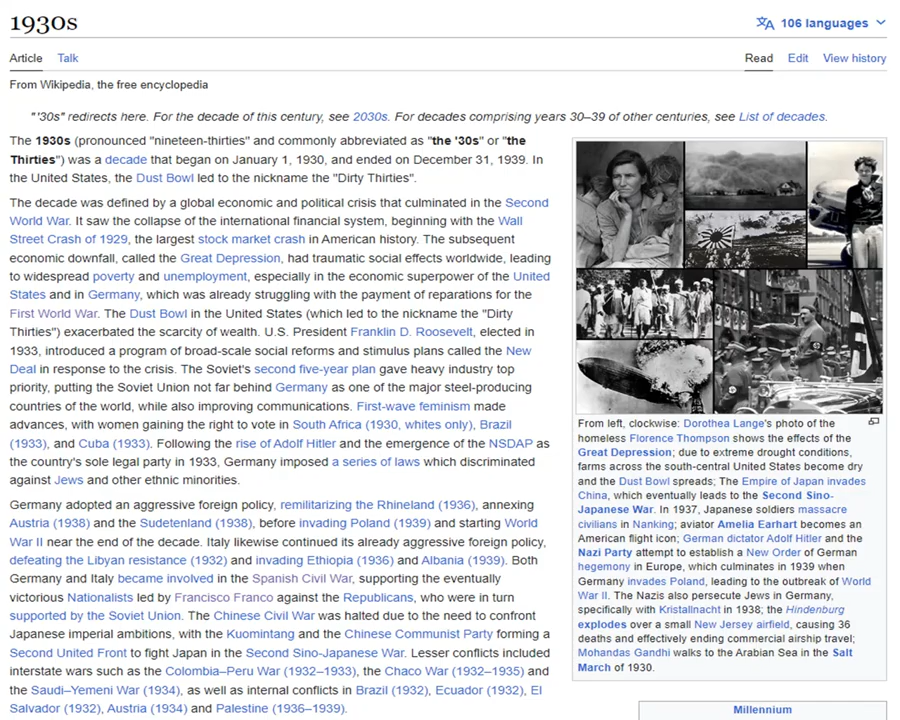 1930s
106 languages
Article Talk
Read Edit View history
From Wikipedia, the free encyclopedia
"'30s" redirects here. For the decade of this century, see 2030s. For decades comprising years 30–39 of other centuries, see List of decades.
The 1930s (pronounced "nineteen-thirties" and commonly abbreviated as "the '30s" or "the
Thirties") was a decade that began on January 1, 1930, and ended on December 31, 1939. In
the United States, the Dust Bowl led to the nickname the "Dirty Thirties".
The decade was defined by a global economic and political crisis that culminated in the Second
World War. It saw the collapse of the international financial system, beginning with the Wall
Street Crash of 1929, the largest stock market crash in American history. The subsequent
economic downfall, called the Great Depression, had traumatic social effects worldwide, leading
to widespread poverty and unemployment, especially in the economic superpower of the United
States and in Germany, which was already struggling with the payment of reparations for the
First World War. The Dust Bowl in the United States (which led to the nickname the "Dirty
Thirties") exacerbated the scarcity of wealth. U.S. President Franklin D. Roosevelt, elected in
1933, introduced a program of broad-scale social reforms and stimulus plans called the New
Deal in response to the crisis. The Soviet's second five-year plan gave heavy industry top
priority, putting the Soviet Union not far behind Germany as one of the major steel-producing
countries of the world, while also improving communications. First-wave feminism made
advances, with women gaining the right to vote in South Africa (1930, whites only), Brazil
(1933), and Cuba (1933). Following the rise of Adolf Hitler and the emergence of the NSDAP as
the country's sole legal party in 1933, Germany imposed a series of laws which discriminated
against Jews and other ethnic minorities.
Germany adopted an aggressive foreign policy, remilitarizing the Rhineland (1936), annexing
Austria (1938) and the Sudetenland (1938), before invading Poland (1939) and starting World
War II near the end of the decade. Italy likewise continued its already aggressive foreign policy,
defeating the Libyan resistance (1932) and invading Ethiopia (1936) and Albania (1939). Both
Germany and Italy became involved in the Spanish Civil War, supporting the eventually
victorious Nationalists led by Francisco Franco against the Republicans, who were in turn
supported by the Soviet Union. The Chinese Civil War was halted due to the need to confront
Japanese imperial ambitions, with the Kuomintang and the Chinese Communist Party forming a
Second United Front to fight Japan in the Second Sino-Japanese War. Lesser conflicts included
interstate wars such as the Colombia–Peru War (1932–1933), the Chaco War (1932–1935) and
the Saudi–Yemeni War (1934), as well as internal conflicts in Brazil (1932), Ecuador (1932), El
Salvador (1932), Austria (1934) and Palestine (1936–1939).
From left, clockwise: Dorothea Lange's photo of the
homeless Florence Thompson shows the effects of the
Great Depression; due to extreme drought conditions,
farms across the south-central United States become dry
and the Dust Bowl spreads; The Empire of Japan invades
China, which eventually leads to the Second Sino-
Japanese War. In 1937, Japanese soldiers massacre
civilians in Nanking; aviator Amelia Earhart becomes an
American flight icon; German dictator Adolf Hitler and the
Nazi Party attempt to establish a New Order of German
hegemony in Europe, which culminates in 1939 when
Germany invades Poland, leading to the outbreak of World
War II. The Nazis also persecute Jews in Germany,
specifically with Kristallnacht in 1938; the Hindenburg
explodes over a small New Jersey airfield, causing 36
deaths and effectively ending commercial airship travel;
Mohandas Gandhi walks to the Arabian Sea in the Salt
March of 1930.
Millennium